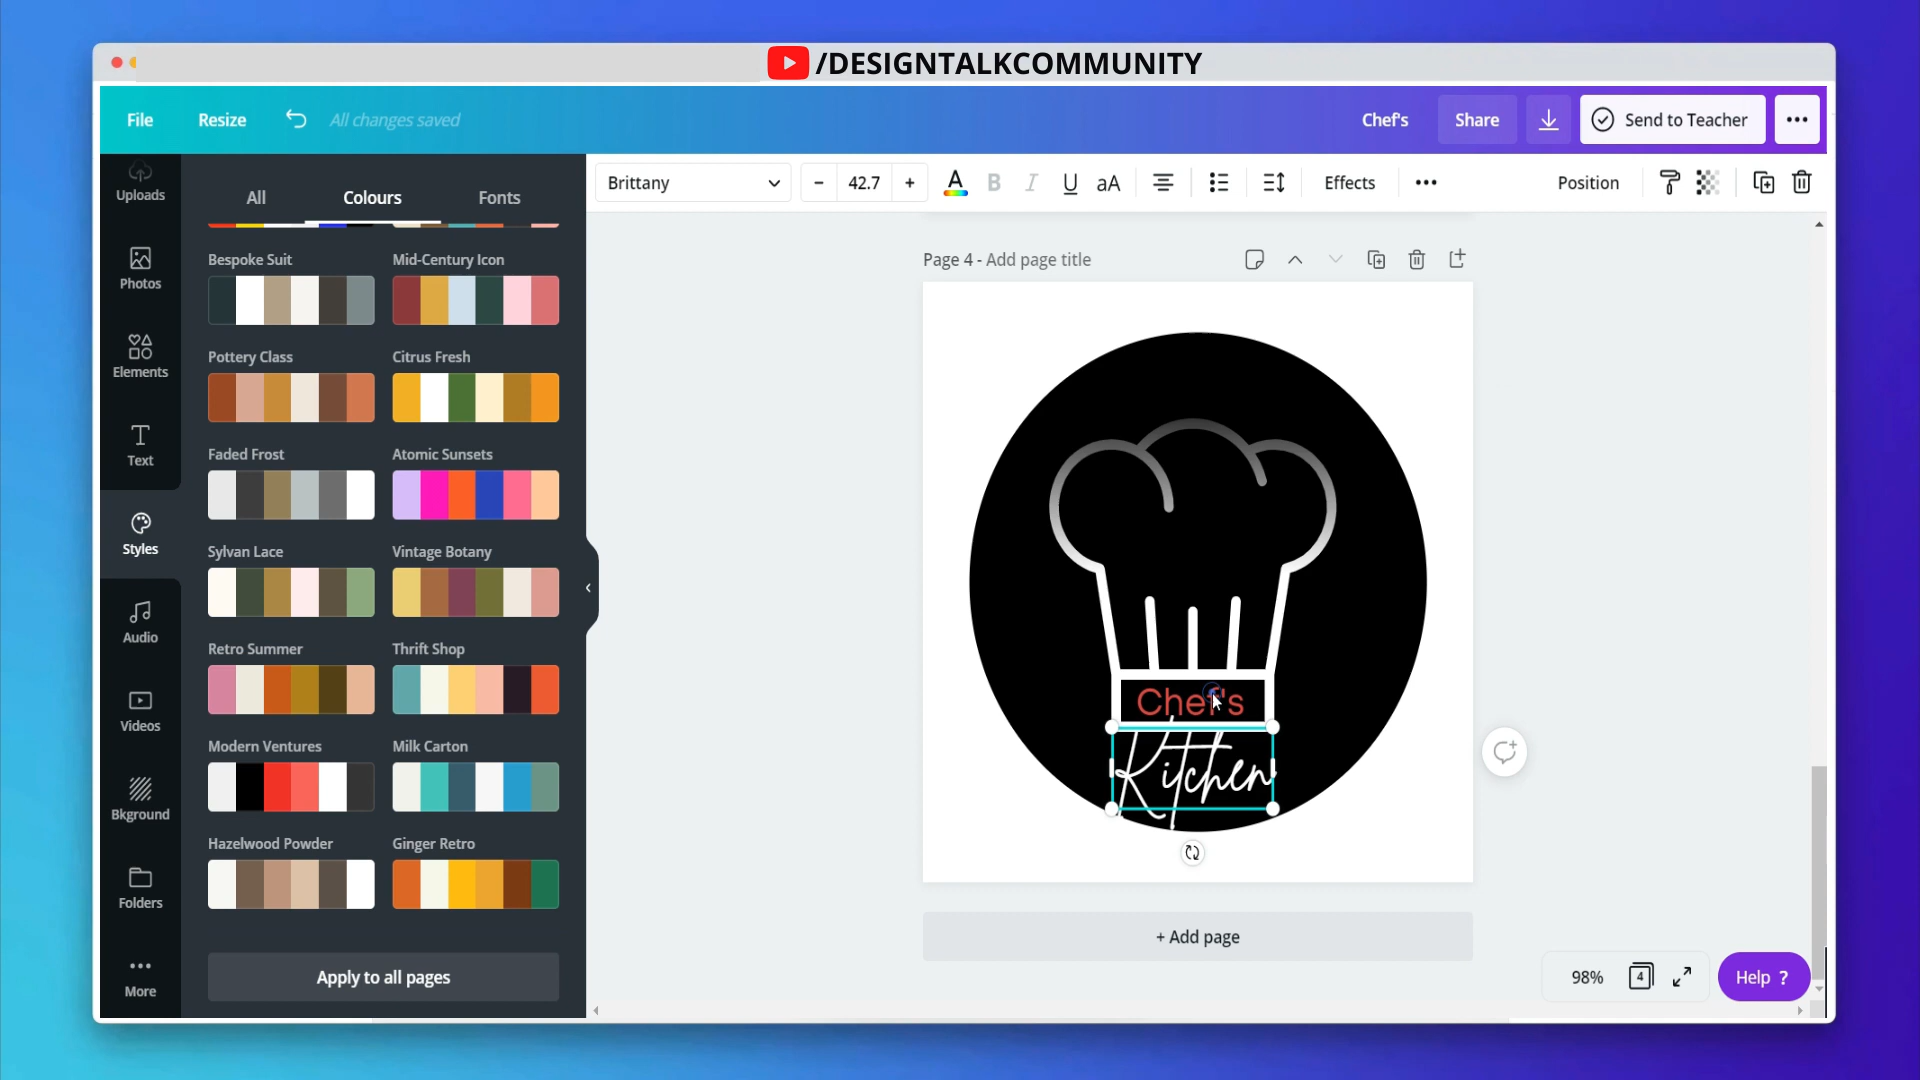 /DESIGNTALKCOMMUNITY
File
Resize
All changes saved
Chef's
Share
Send to Teacher
Uploads
Photos
Elements
Text
Styles
Audio
Videos
Bkground
Folders
More
All
Colours
Fonts
Bespoke Suit
Mid-Century Icon
Pottery Class
Citrus Fresh
Faded Frost
Atomic Sunsets
Sylvan Lace
Vintage Botany
Retro Summer
Thrift Shop
Modern Ventures
Milk Carton
Hazelwood Powder
Ginger Retro
Apply to all pages
Brittany
42.7
A
B
I
U
aA
Effects
Position
Page 4 - Add page title
Chef's
Kitchen
+ Add page
98%
4
Help ?